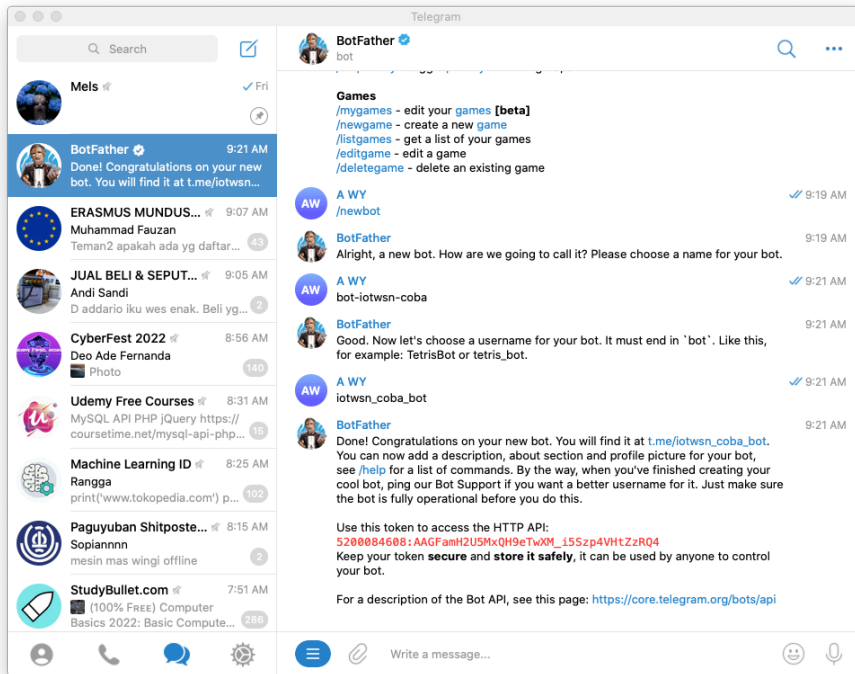 Telegram
Search
Mels
Fri
BotFather
9:21 AM
Done! Congratulations on your new
bot. You will find it at t.me/iotwsn...
ERASMUS MUNDUS...
9:07 AM
Muhammad Fauzan
Teman2 apakah ada yg daftar...
43
JUAL BELI & SEPUT...
9:05 AM
Andi Sandi
D addario iku wes enak. Beli yg...
2
CyberFest 2022
8:56 AM
Deo Ade Fernanda
Photo
140
Udemy Free Courses
8:31 AM
MySQL API PHP jQuery https://
coursetime.net/mysql-api-php...
15
Machine Learning ID
8:25 AM
Rangga
print('www.tokopedia.com') p...
102
Paguyuban Shitposte...
8:15 AM
Sopiannnn
mesin mas wingi offline
2
StudyBullet.com
7:51 AM
(100% FREE) Computer
Basics 2022: Basic Compute...
286
BotFather
bot
Games
/mygames - edit your games [beta]
/newgame - create a new game
/listgames - get a list of your games
/editgame - edit a game
/deletegame - delete an existing game
AW
A WY
9:19 AM
/newbot
BotFather
9:19 AM
Alright, a new bot. How are we going to call it? Please choose a name for your bot.
AW
A WY
9:21 AM
bot-iotwsn-coba
BotFather
9:21 AM
Good. Now let's choose a username for your bot. It must end in `bot`. Like this,
for example: TetrisBot or tetris_bot.
AW
A WY
9:21 AM
iotwsn_coba_bot
BotFather
9:21 AM
Done! Congratulations on your new bot. You will find it at t.me/iotwsn_coba_bot.
You can now add a description, about section and profile picture for your bot,
see /help for a list of commands. By the way, when you've finished creating your
cool bot, ping our Bot Support if you want a better username for it. Just make sure
the bot is fully operational before you do this.
Use this token to access the HTTP API:
5200084608:AAGFamH2U5MxQH9eTwXM_i5Szp4VHtZzRQ4
Keep your token secure and store it safely, it can be used by anyone to control
your bot.
For a description of the Bot API, see this page: https://core.telegram.org/bots/api
Write a message...